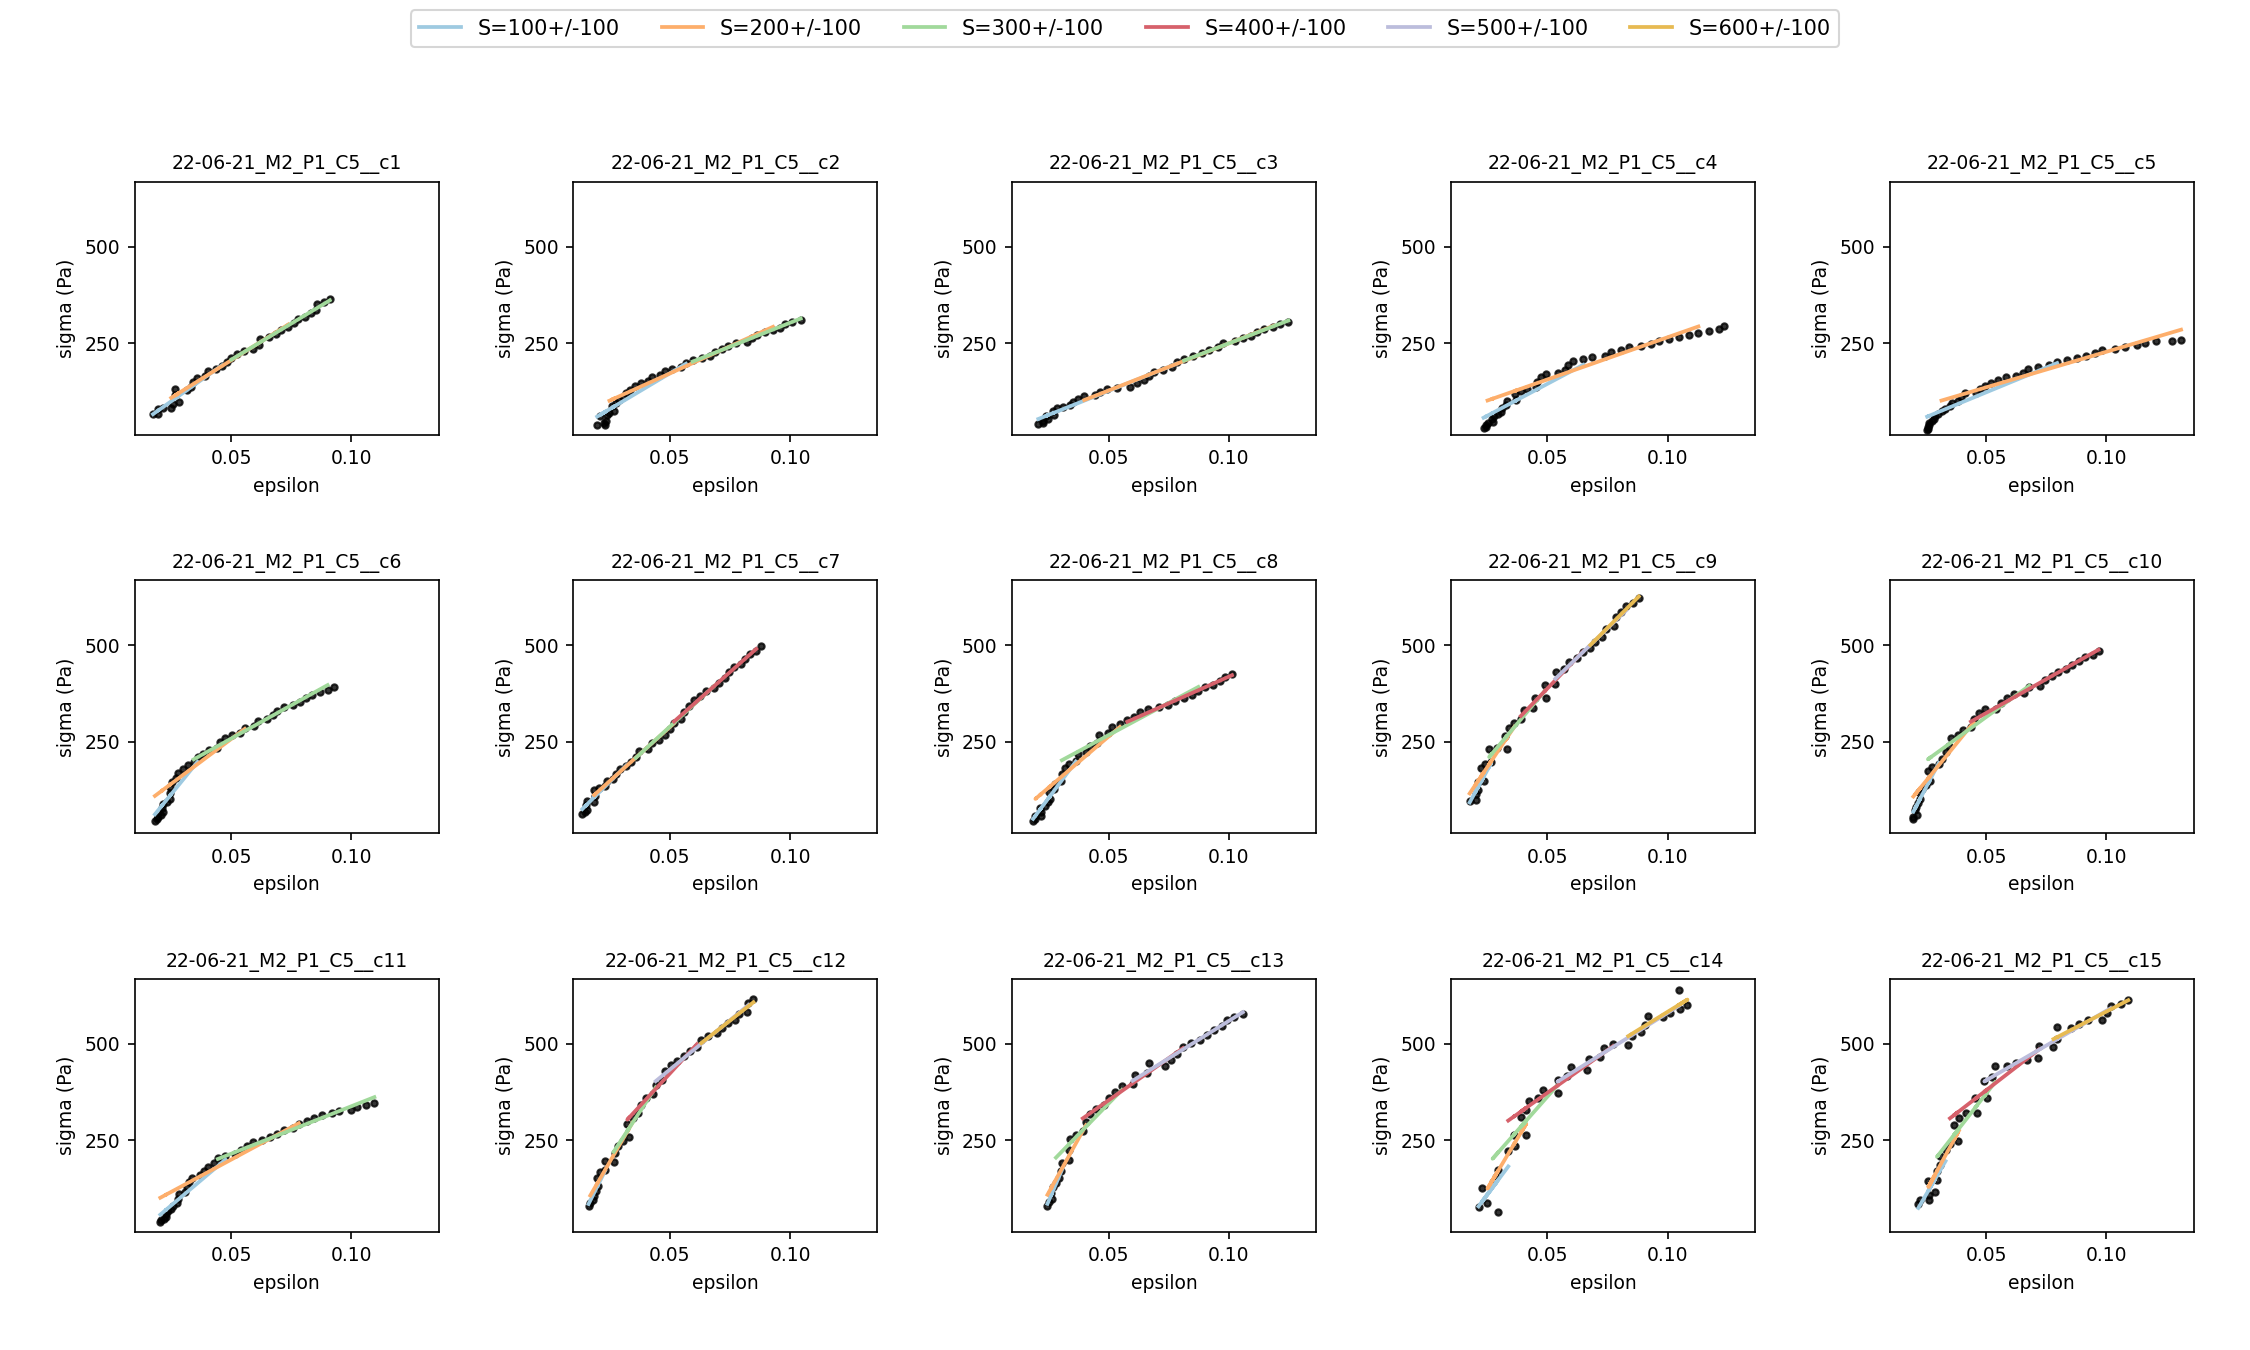 S=100+/-100 S=200+/-100 S=300+/-100 S=400+/-100 S=500+/-100 S=600+/-100
22-06-21_M2_P1_C5__c1
sigma (Pa)
500
250
0.05 0.10
epsilon
22-06-21_M2_P1_C5__c2
sigma (Pa)
500
250
0.05 0.10
epsilon
22-06-21_M2_P1_C5__c3
sigma (Pa)
500
250
0.05 0.10
epsilon
22-06-21_M2_P1_C5__c4
sigma (Pa)
500
250
0.05 0.10
epsilon
22-06-21_M2_P1_C5__c5
sigma (Pa)
500
250
0.05 0.10
epsilon
22-06-21_M2_P1_C5__c6
sigma (Pa)
500
250
0.05 0.10
epsilon
22-06-21_M2_P1_C5__c7
sigma (Pa)
500
250
0.05 0.10
epsilon
22-06-21_M2_P1_C5__c8
sigma (Pa)
500
250
0.05 0.10
epsilon
22-06-21_M2_P1_C5__c9
sigma (Pa)
500
250
0.05 0.10
epsilon
22-06-21_M2_P1_C5__c10
sigma (Pa)
500
250
0.05 0.10
epsilon
22-06-21_M2_P1_C5__c11
sigma (Pa)
500
250
0.05 0.10
epsilon
22-06-21_M2_P1_C5__c12
sigma (Pa)
500
250
0.05 0.10
epsilon
22-06-21_M2_P1_C5__c13
sigma (Pa)
500
250
0.05 0.10
epsilon
22-06-21_M2_P1_C5__c14
sigma (Pa)
500
250
0.05 0.10
epsilon
22-06-21_M2_P1_C5__c15
sigma (Pa)
500
250
0.05 0.10
epsilon